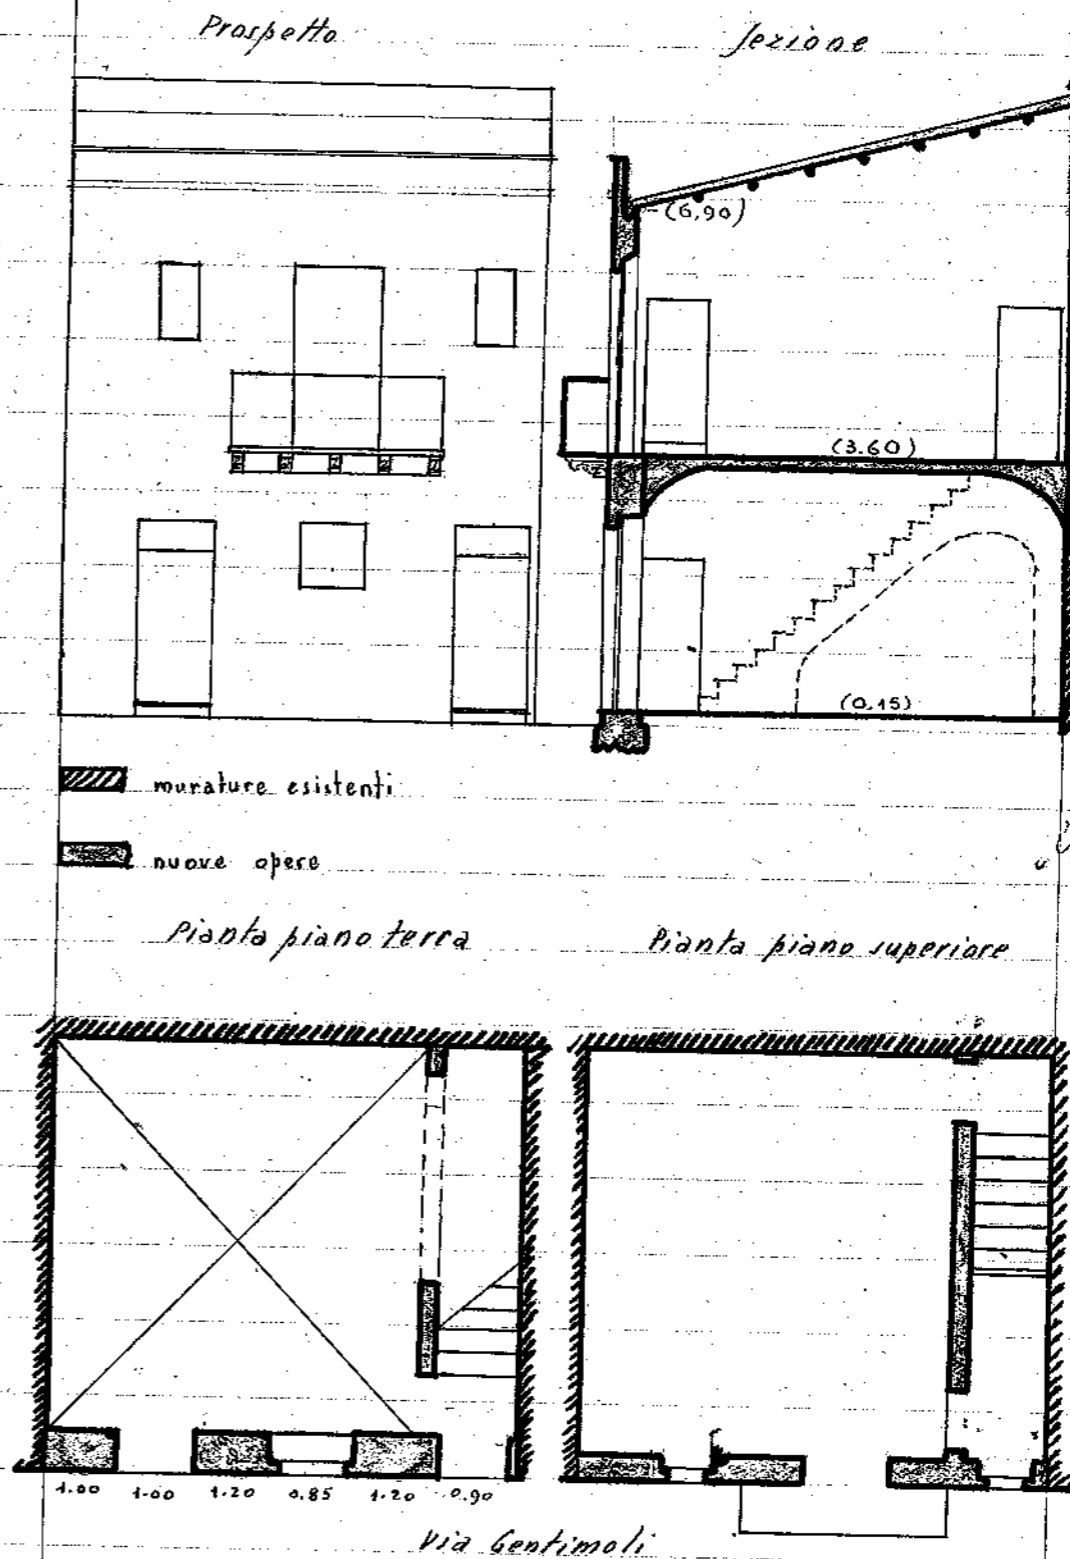 Prospetto
Sezione
(6,90)
(3.60)
(0.15)
murature esistenti
nuove opere
Pianta piano terra
Pianta piano superiore
1.00 1.00 1.20 0.85 1.20 0.90
Via Gentimoli